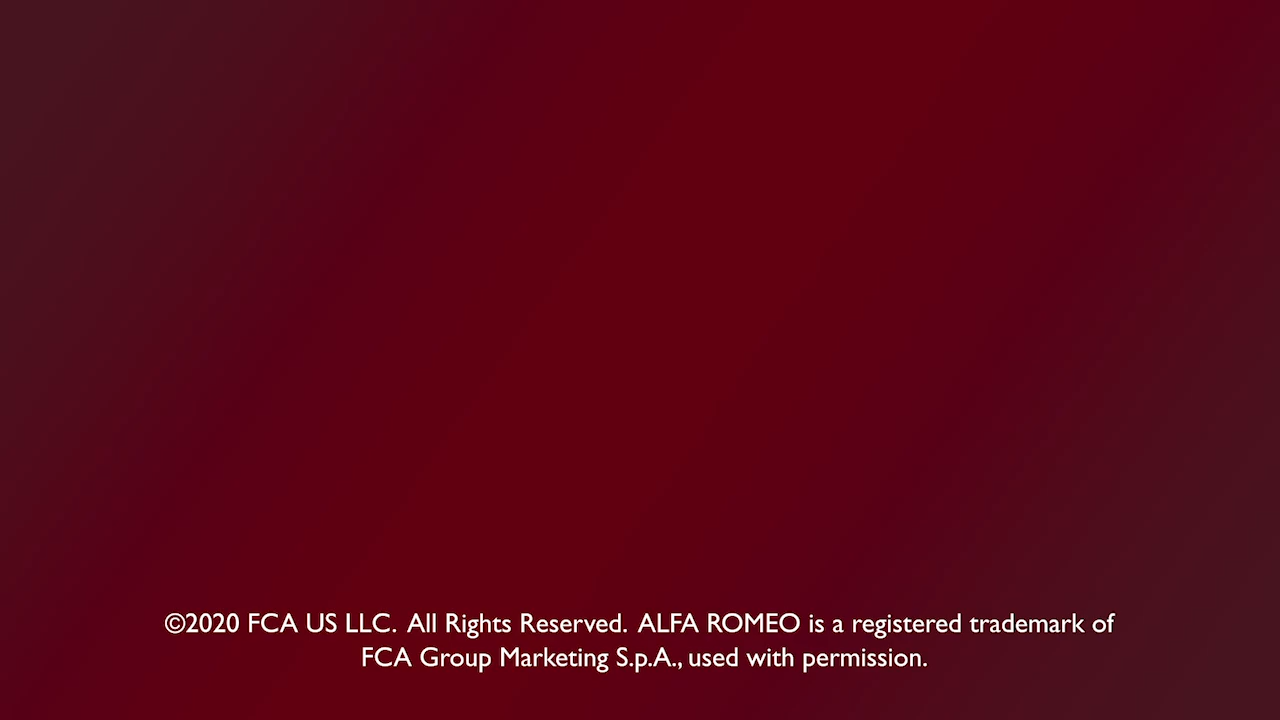 ©2020 FCA US LLC. All Rights Reserved. ALFA ROMEO is a registered trademark of
FCA Group Marketing S.p.A., used with permission.